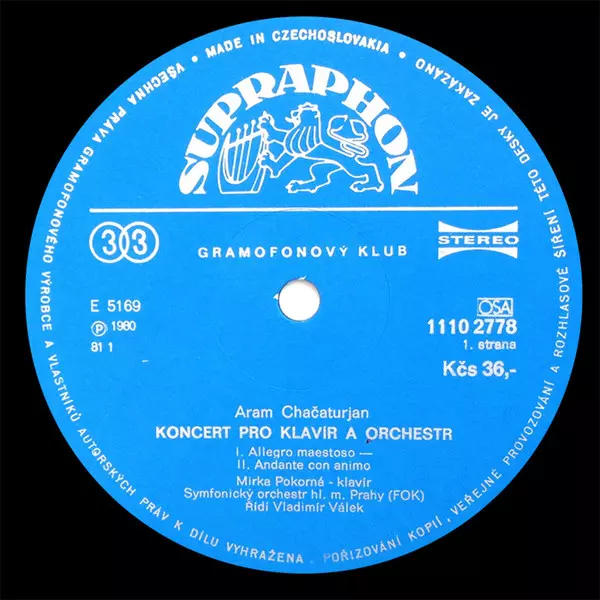 • MADE IN CZECHOSLOVAKIA •
VŠECHNA PRÁVA GRAMOFONOVÉHO VÝROBCE A VLASTNÍKŮ AUTORSKÝCH PRÁV K DÍLU VYHRAŽENA. POŘIZOVÁNÍ KOPIÍ, VEŘEJNÉ PROVOZOVÁNÍ A ROZHLASOVÉ ŠÍŘENÍ TÉTO DESKY JE ZAKÁZÁNO
SUPRAPHON
33
GRAMOFONOVÝ KLUB
STEREO
E 5169
Ⓟ 1980
81 1
OSA
1110 2778
1. strana
Kčs 36,-
Aram Chačaturjan
KONCERT PRO KLAVÍR A ORCHESTR
I. Allegro maestoso —
II. Andante con animo
Mirka Pokorná - klavír
Symfonický orchestr hl. m. Prahy (FOK)
Řídí Vladimír Válek